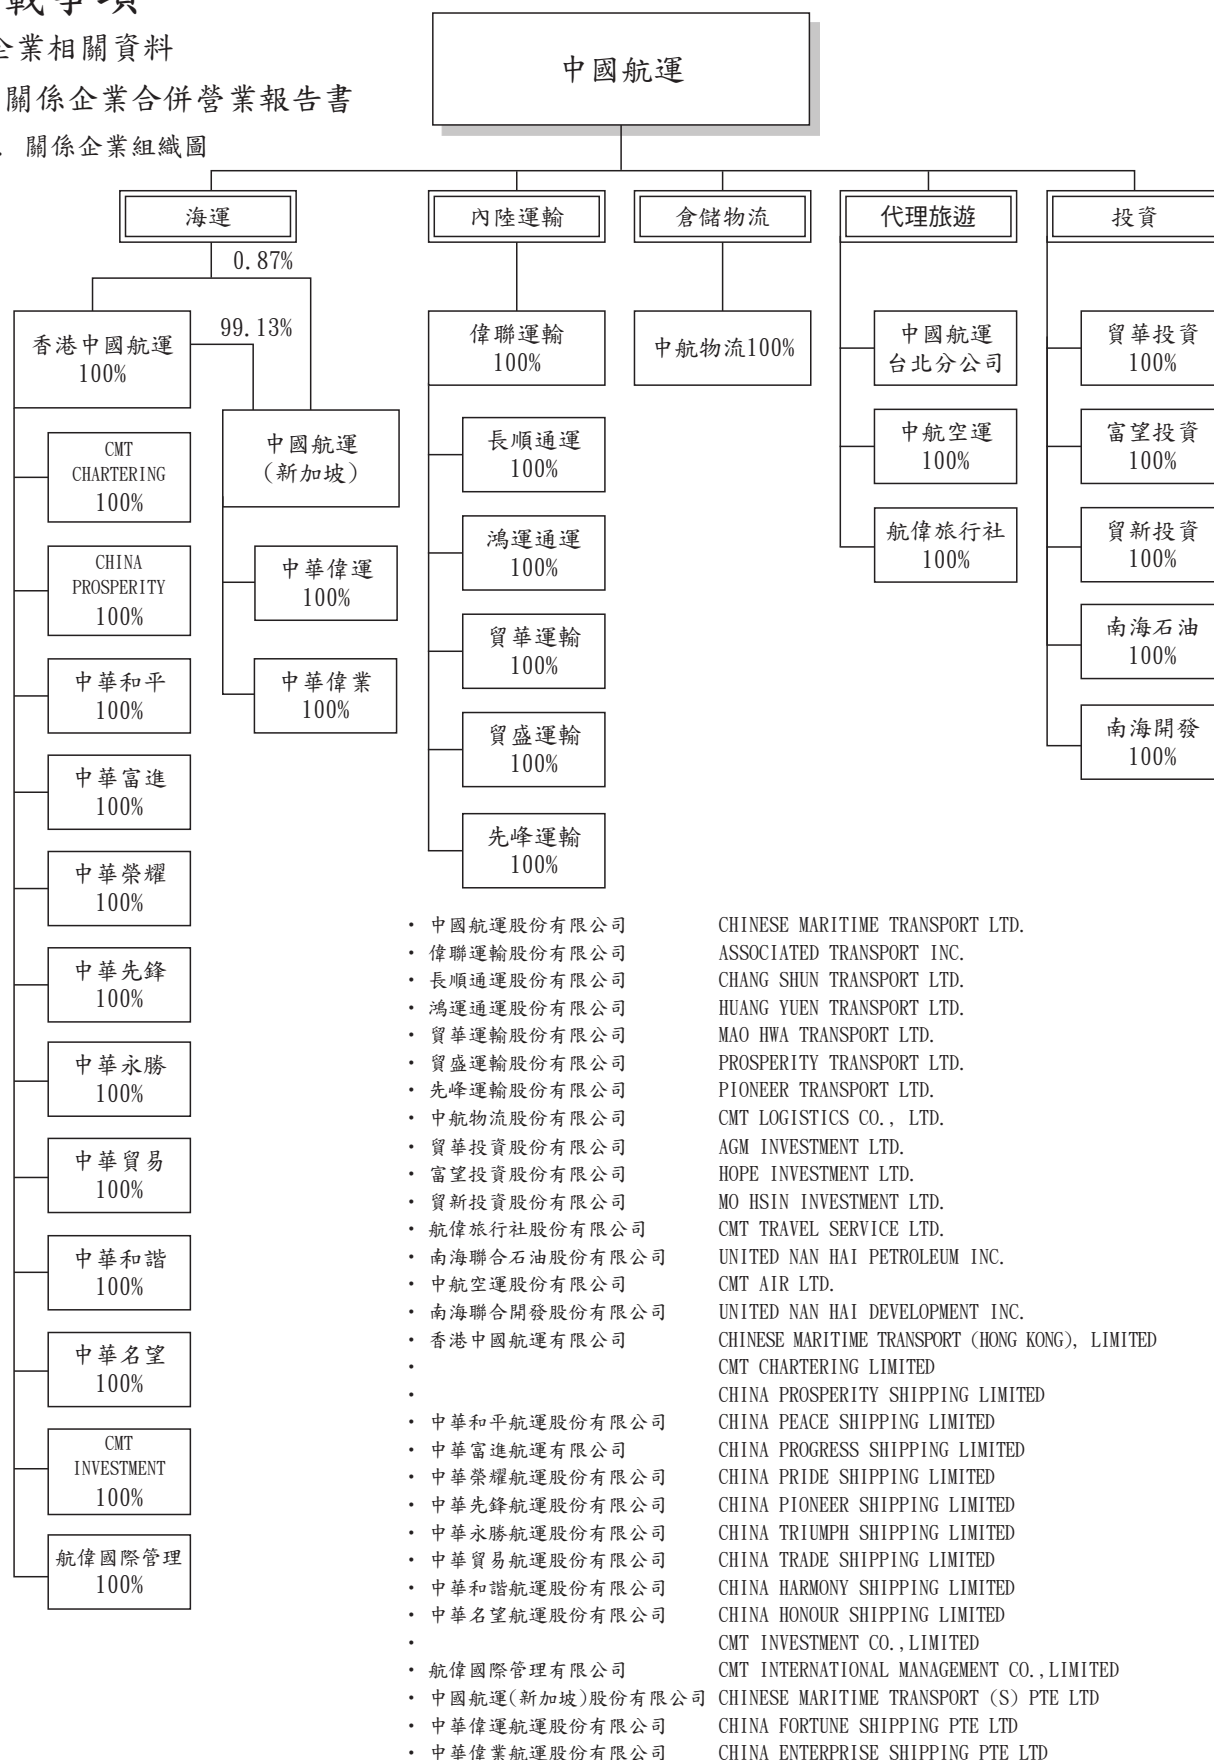 企業相關資料
關係企業合併營業報告書
關係企業組織圖
中國航運
海運
內陸運輸
倉儲物流
代理旅遊
投資
0.87%
99.13%
香港中國航運
100%
CMT
CHARTERING
100%
CHINA
PROSPERITY
100%
中華和平
100%
中華富進
100%
中華榮耀
100%
中華先鋒
100%
中華永勝
100%
中華貿易
100%
中華和諧
100%
中華名望
100%
CMT
INVESTMENT
100%
航偉國際管理
100%
中國航運
(新加坡)
中華偉運
100%
中華偉業
100%
偉聯運輸
100%
長順通運
100%
鴻運通運
100%
貿華運輸
100%
貿盛運輸
100%
先峰運輸
100%
中航物流100%
中國航運
台北分公司
中航空運
100%
航偉旅行社
100%
貿華投資
100%
富望投資
100%
貿新投資
100%
南海石油
100%
南海開發
100%
・ 中國航運股份有限公司 CHINESE MARITIME TRANSPORT LTD.
・ 偉聯運輸股份有限公司 ASSOCIATED TRANSPORT INC.
・ 長順通運股份有限公司 CHANG SHUN TRANSPORT LTD.
・ 鴻運通運股份有限公司 HUANG YUEN TRANSPORT LTD.
・ 貿華運輸股份有限公司 MAO HWA TRANSPORT LTD.
・ 貿盛運輸股份有限公司 PROSPERITY TRANSPORT LTD.
・ 先峰運輸股份有限公司 PIONEER TRANSPORT LTD.
・ 中航物流股份有限公司 CMT LOGISTICS CO., LTD.
・ 貿華投資股份有限公司 AGM INVESTMENT LTD.
・ 富望投資股份有限公司 HOPE INVESTMENT LTD.
・ 貿新投資股份有限公司 MO HSIN INVESTMENT LTD.
・ 航偉旅行社股份有限公司 CMT TRAVEL SERVICE LTD.
・ 南海聯合石油股份有限公司 UNITED NAN HAI PETROLEUM INC.
・ 中航空運股份有限公司 CMT AIR LTD.
・ 南海聯合開發股份有限公司 UNITED NAN HAI DEVELOPMENT INC.
・ 香港中國航運有限公司 CHINESE MARITIME TRANSPORT (HONG KONG), LIMITED
・ CMT CHARTERING LIMITED
・ CHINA PROSPERITY SHIPPING LIMITED
・ 中華和平航運股份有限公司 CHINA PEACE SHIPPING LIMITED
・ 中華富進航運有限公司 CHINA PROGRESS SHIPPING LIMITED
・ 中華榮耀航運股份有限公司 CHINA PRIDE SHIPPING LIMITED
・ 中華先鋒航運股份有限公司 CHINA PIONEER SHIPPING LIMITED
・ 中華永勝航運股份有限公司 CHINA TRIUMPH SHIPPING LIMITED
・ 中華貿易航運股份有限公司 CHINA TRADE SHIPPING LIMITED
・ 中華和諧航運股份有限公司 CHINA HARMONY SHIPPING LIMITED
・ 中華名望航運股份有限公司 CHINA HONOUR SHIPPING LIMITED
・ CMT INVESTMENT CO.,LIMITED
・ 航偉國際管理有限公司 CMT INTERNATIONAL MANAGEMENT CO.,LIMITED
・ 中國航運(新加坡)股份有限公司 CHINESE MARITIME TRANSPORT (S) PTE LTD
・ 中華偉運航運股份有限公司 CHINA FORTUNE SHIPPING PTE LTD
・ 中華偉業航運股份有限公司 CHINA ENTERPRISE SHIPPING PTE LTD